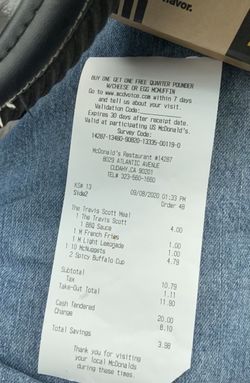 avor.
BUY ONE GET ONE FREE QUARTER POUNDER
W/CHEESE OR EGG MCMUFFIN
Go to www.mcdvoice.com within 7 days
and tell us about your visit.
Validation Code:
Expires 30 days after receipt date.
Valid at participating US McDonald's.
Survey Code:
14287-13480-90820-13335-00119-0
McDonald's Restaurant #14287
8029 ATLANTIC AVENUE
CUDAHY,CA 90201
TEL# 323-560-1660
KS# 13 09/08/2020 01:33 PM
Side2 Order 48
The Travis Scott Meal
1 The Travis Scott 4.00
1 BBQ Sauce
1 M French Fries 1.00
1 M Light Lemonade 1.00
1 10 McNuggets 4.79
2 Spicy Buffalo Cup
Subtotal 10.79
Tax 1.11
Take-Out Total 11.90
Cash Tendered 20.00
Change 8.10
Total Savings 3.98
Thank you for visiting
your local McDonalds
during these times.